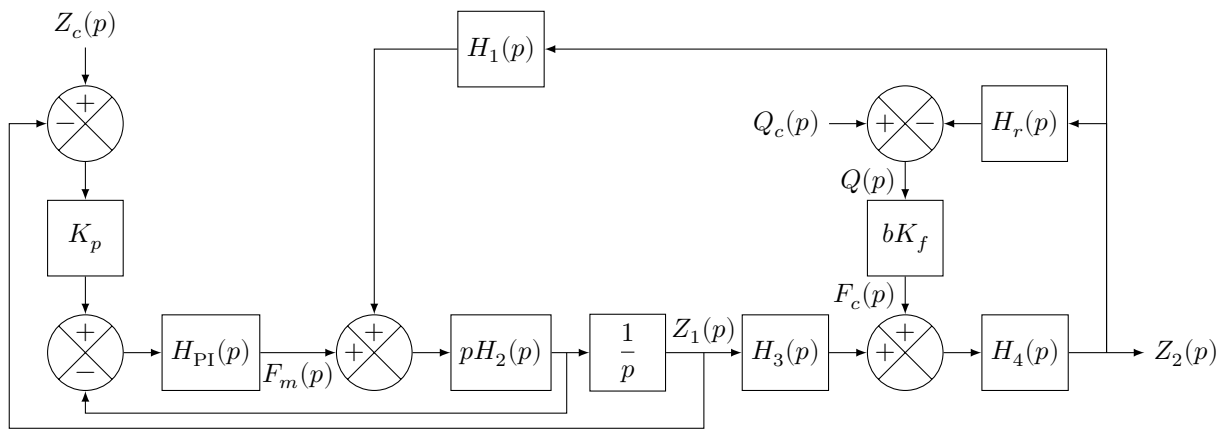 Z_c(p)
H_1(p)
+
−
Q_c(p)
+
−
H_r(p)
Q(p)
K_p
bK_f
F_c(p)
+
−
H_PI(p)
F_m(p)
+
+
pH_2(p)
1
p
Z_1(p)
H_3(p)
+
+
H_4(p)
Z_2(p)